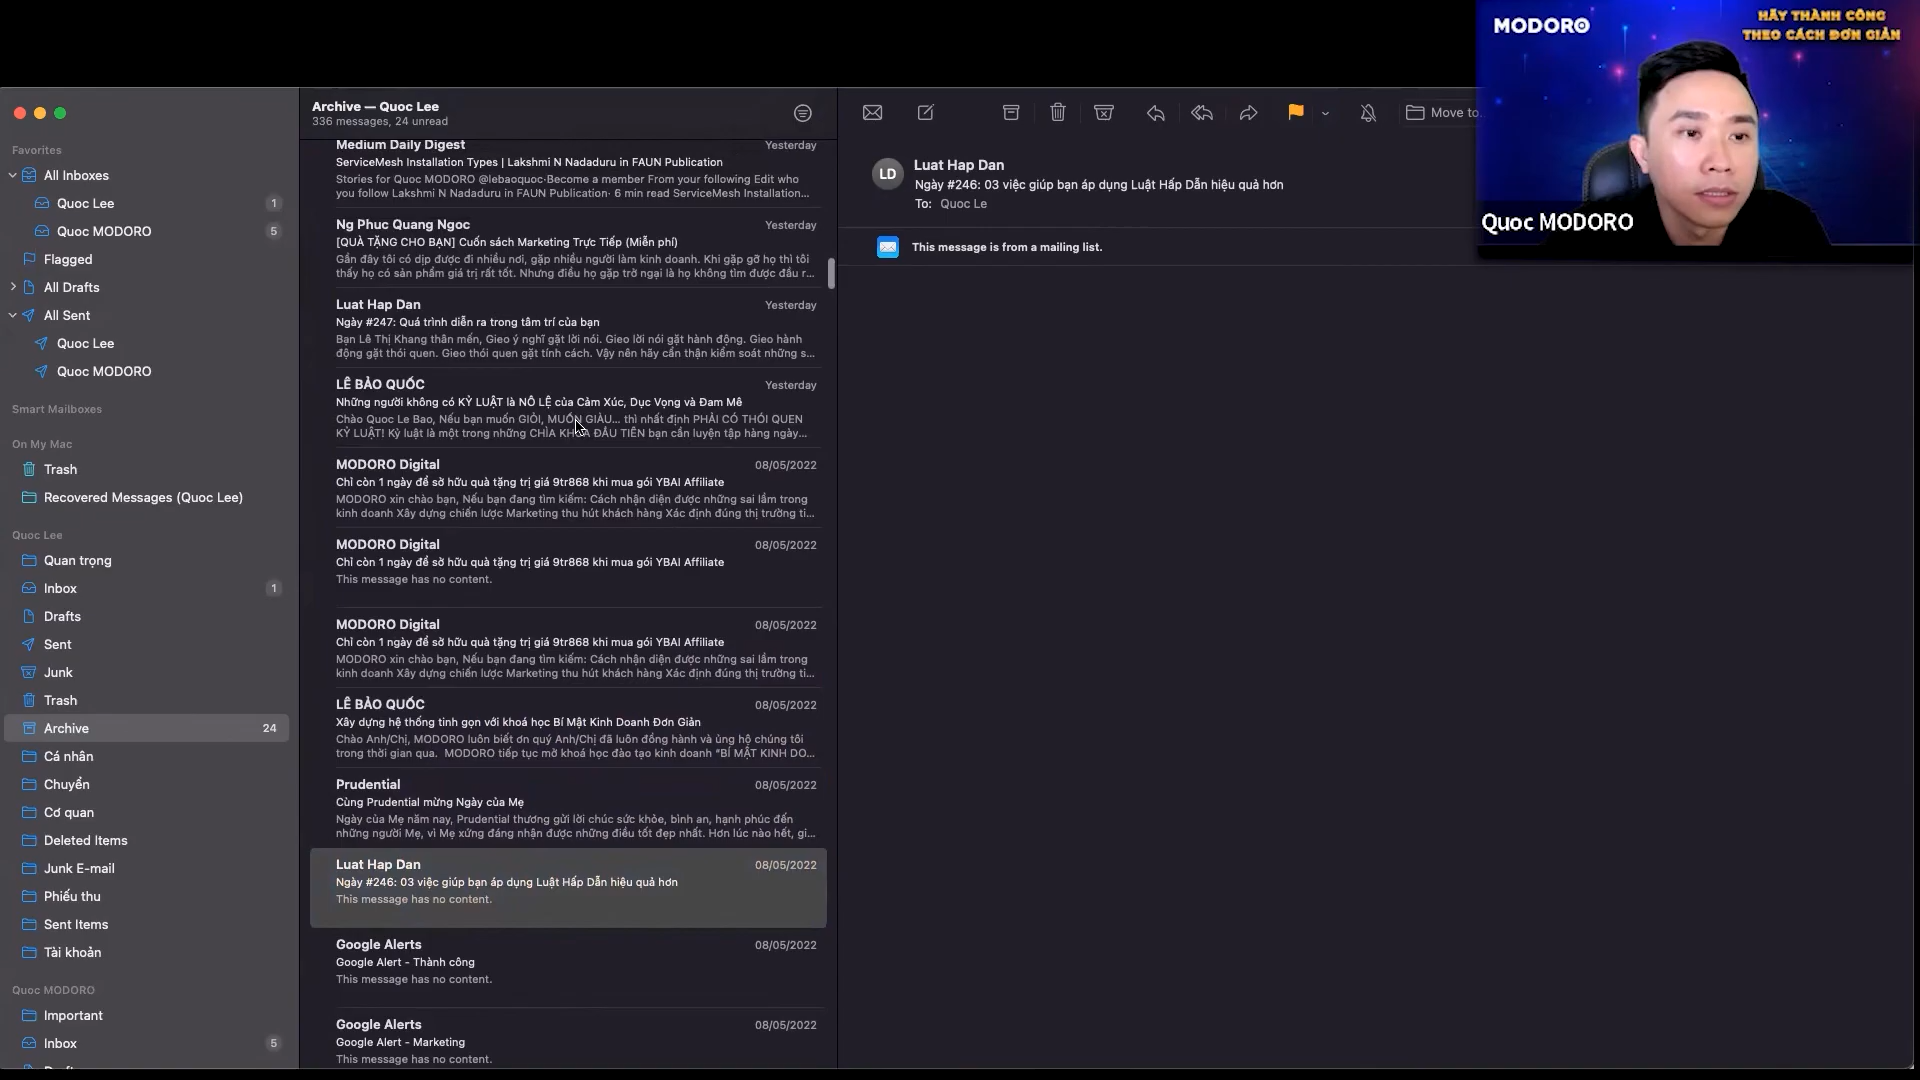 MODORO
HÃY THÀNH CÔNG
THEO CÁCH ĐƠN GIẢN
Quoc MODORO
Favorites
All Inboxes
Quoc Lee 1
Quoc MODORO 5
Flagged
All Drafts
All Sent
Quoc Lee
Quoc MODORO
Smart Mailboxes
On My Mac
Trash
Recovered Messages (Quoc Lee)
Quoc Lee
Quan trọng
Inbox 1
Drafts
Sent
Junk
Trash
Archive 24
Cá nhân
Chuyển
Cơ quan
Deleted Items
Junk E-mail
Phiếu thu
Sent Items
Tài khoản
Quoc MODORO
Important
Inbox 5
Archive — Quoc Lee
336 messages, 24 unread
Medium Daily Digest Yesterday
ServiceMesh Installation Types | Lakshmi N Nadaduru in FAUN Publication
Stories for Quoc MODORO @lebaoquoc·Become a member From your following Edit who
you follow Lakshmi N Nadaduru in FAUN Publication· 6 min read ServiceMesh Installation...
Ng Phuc Quang Ngoc Yesterday
[QUÀ TẶNG CHO BẠN] Cuốn sách Marketing Trực Tiếp (Miễn phí)
Gần đây tôi có dịp được đi nhiều nơi, gặp nhiều người làm kinh doanh. Khi gặp gỡ họ thì tôi
thấy họ có sản phẩm giá trị rất tốt. Nhưng điều họ gặp trở ngại là họ không tìm được đầu r...
Luat Hap Dan Yesterday
Ngày #247: Quá trình diễn ra trong tâm trí của bạn
Bạn Lê Thị Khang thân mến, Gieo ý nghĩ gặt lời nói. Gieo lời nói gặt hành động. Gieo hành
động gặt thói quen. Gieo thói quen gặt tính cách. Vậy nên hãy cẩn thận kiểm soát những s...
LÊ BẢO QUỐC Yesterday
Những người không có KỶ LUẬT là NÔ LỆ của Cảm Xúc, Dục Vọng và Đam Mê
Chào Quoc Le Bao, Nếu bạn muốn GIỎI, MUỐN GIÀU... thì nhất định PHẢI CÓ THÓI QUEN
KỶ LUẬT! Kỷ luật là một trong những CHÌA KHOÁ ĐẦU TIÊN bạn cần luyện tập hàng ngày...
MODORO Digital 08/05/2022
Chỉ còn 1 ngày để sở hữu quà tặng trị giá 9tr868 khi mua gói YBAI Affiliate
MODORO xin chào bạn, Nếu bạn đang tìm kiếm: Cách nhận diện được những sai lầm trong
kinh doanh Xây dựng chiến lược Marketing thu hút khách hàng Xác định đúng thị trường ti...
MODORO Digital 08/05/2022
Chỉ còn 1 ngày để sở hữu quà tặng trị giá 9tr868 khi mua gói YBAI Affiliate
This message has no content.
MODORO Digital 08/05/2022
Chỉ còn 1 ngày để sở hữu quà tặng trị giá 9tr868 khi mua gói YBAI Affiliate
MODORO xin chào bạn, Nếu bạn đang tìm kiếm: Cách nhận diện được những sai lầm trong
kinh doanh Xây dựng chiến lược Marketing thu hút khách hàng Xác định đúng thị trường ti...
LÊ BẢO QUỐC 08/05/2022
Xây dựng hệ thống tinh gọn với khoá học Bí Mật Kinh Doanh Đơn Giản
Chào Anh/Chị, MODORO luôn biết ơn quý Anh/Chị đã luôn đồng hành và ủng hộ chúng tôi
trong thời gian qua. MODORO tiếp tục mở khoá học đào tạo kinh doanh "BÍ MẬT KINH DO...
Prudential 08/05/2022
Cùng Prudential mừng Ngày của Mẹ
Ngày của Mẹ năm nay, Prudential thương gửi lời chúc sức khỏe, bình an, hạnh phúc đến
những người Mẹ, vì Mẹ xứng đáng nhận được những điều tốt đẹp nhất. Hơn lúc nào hết, gi...
Luat Hap Dan 08/05/2022
Ngày #246: 03 việc giúp bạn áp dụng Luật Hấp Dẫn hiệu quả hơn
This message has no content.
Google Alerts 08/05/2022
Google Alert - Thành công
This message has no content.
Google Alerts 08/05/2022
Google Alert - Marketing
This message has no content.
Move to...
LD
Luat Hap Dan
Ngày #246: 03 việc giúp bạn áp dụng Luật Hấp Dẫn hiệu quả hơn
To: Quoc Le
This message is from a mailing list.